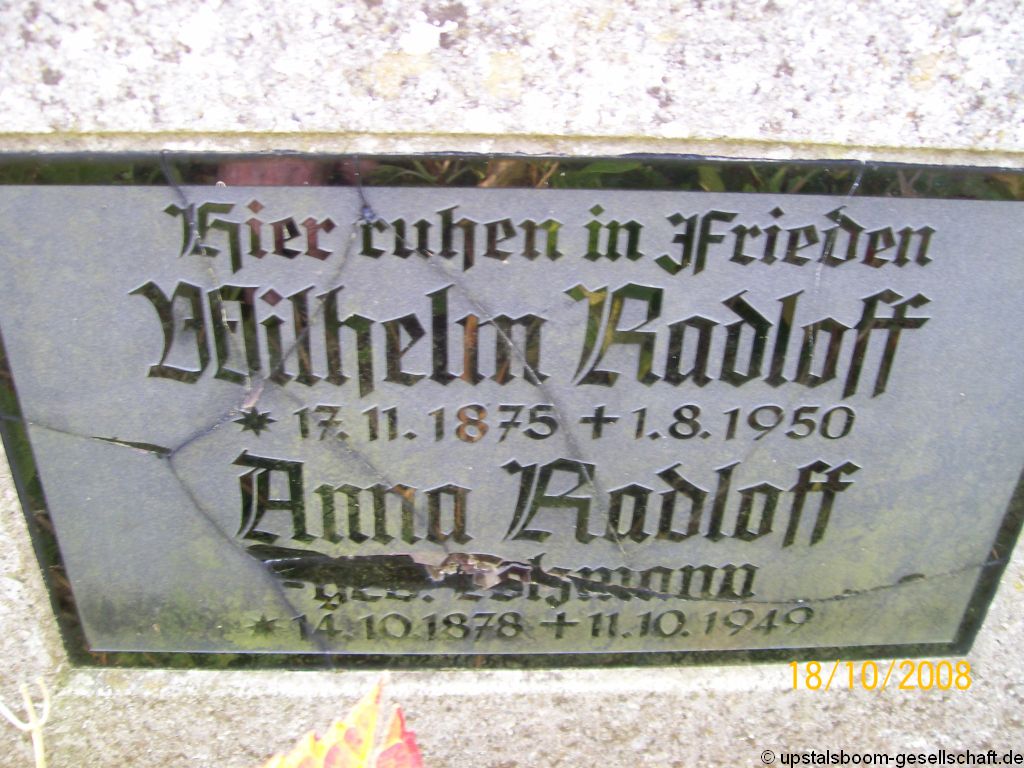 Hier ruhen in Frieden
Wilhelm Radloff
* 17.11.1875 + 1.8.1950
Anna Radloff
geb.
* 14.10.1878 + 11.10.1949
18/10/2008
© upstalsboom-gesellschaft.de